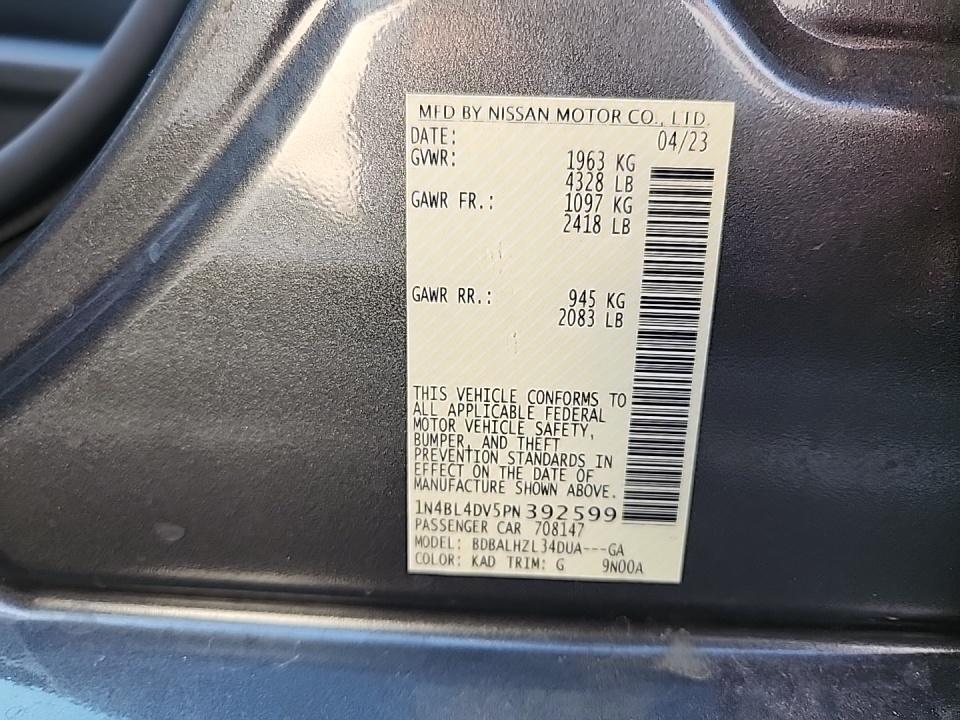 MFD BY NISSAN MOTOR CO., LTD.
DATE: 04/23
GVWR: 1963 KG
4328 LB
GAWR FR.: 1097 KG
2418 LB
GAWR RR.: 945 KG
2083 LB
THIS VEHICLE CONFORMS TO
ALL APPLICABLE FEDERAL
MOTOR VEHICLE SAFETY,
BUMPER, AND THEFT
PREVENTION STANDARDS IN
EFFECT ON THE DATE OF
MANUFACTURE SHOWN ABOVE.
1N4BL4DV5PN392599
PASSENGER CAR 708147
MODEL: BDBALHZL34DUA---GA
COLOR: KAD TRIM: G 9N00A